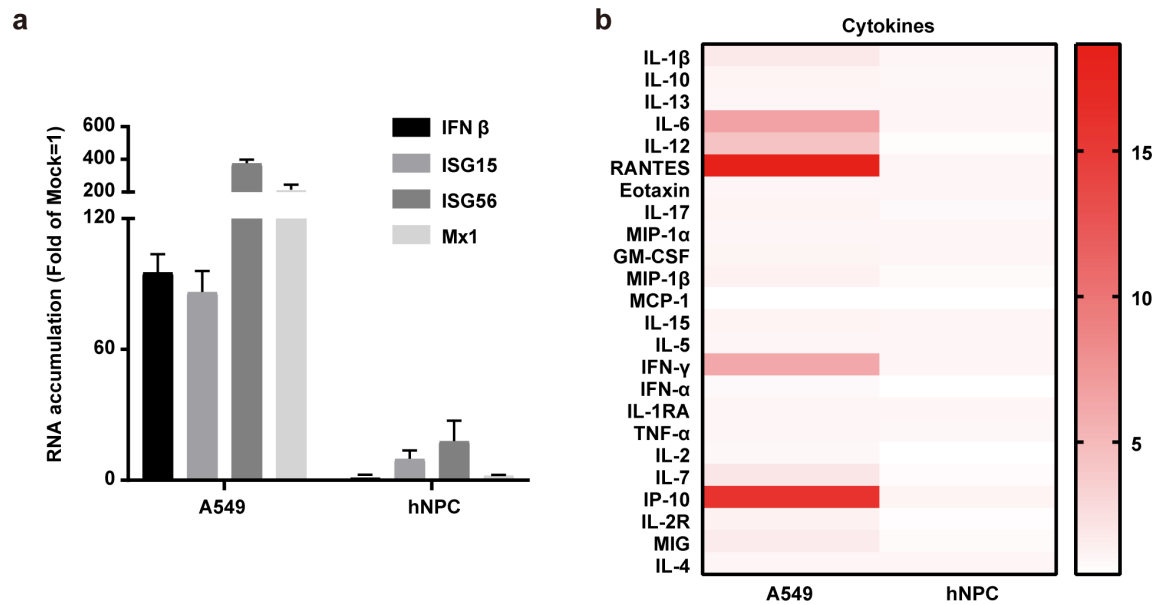 a
RNA accumulation (Fold of Mock=1)
600
400
200
120
60
0
IFN β
ISG15
ISG56
Mx1
A549
hNPC
b
Cytokines
IL-1β
IL-10
IL-13
IL-6
IL-12
RANTES
Eotaxin
IL-17
MIP-1α
GM-CSF
MIP-1β
MCP-1
IL-15
IL-5
IFN-γ
IFN-α
IL-1RA
TNF-α
IL-2
IL-7
IP-10
IL-2R
MIG
IL-4
A549
hNPC
15
10
5